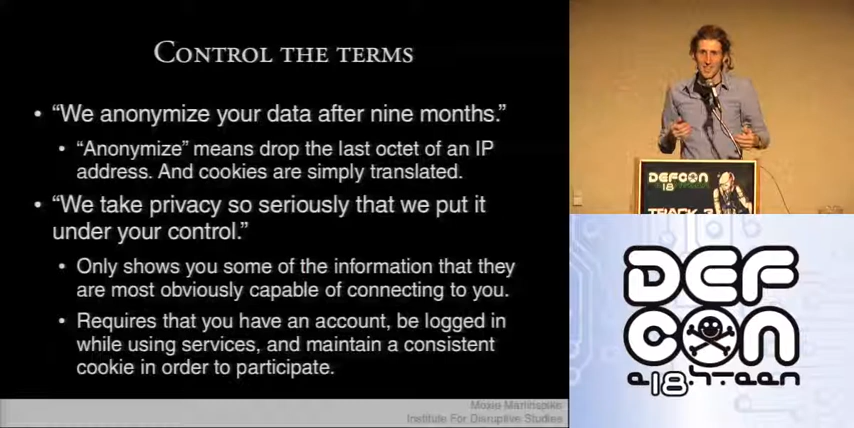 CONTROL THE TERMS
• “We anonymize your data after nine months.”
• “Anonymize” means drop the last octet of an IP
address. And cookies are simply translated.
• “We take privacy so seriously that we put it
under your control.”
• Only shows you some of the information that they
are most obviously capable of connecting to you.
• Requires that you have an account, be logged in
while using services, and maintain a consistent
cookie in order to participate.
Moxie Marlinspike
Institute For Disruptive Studies
DEFCON
18
TRACK 3
DEF
CON
18